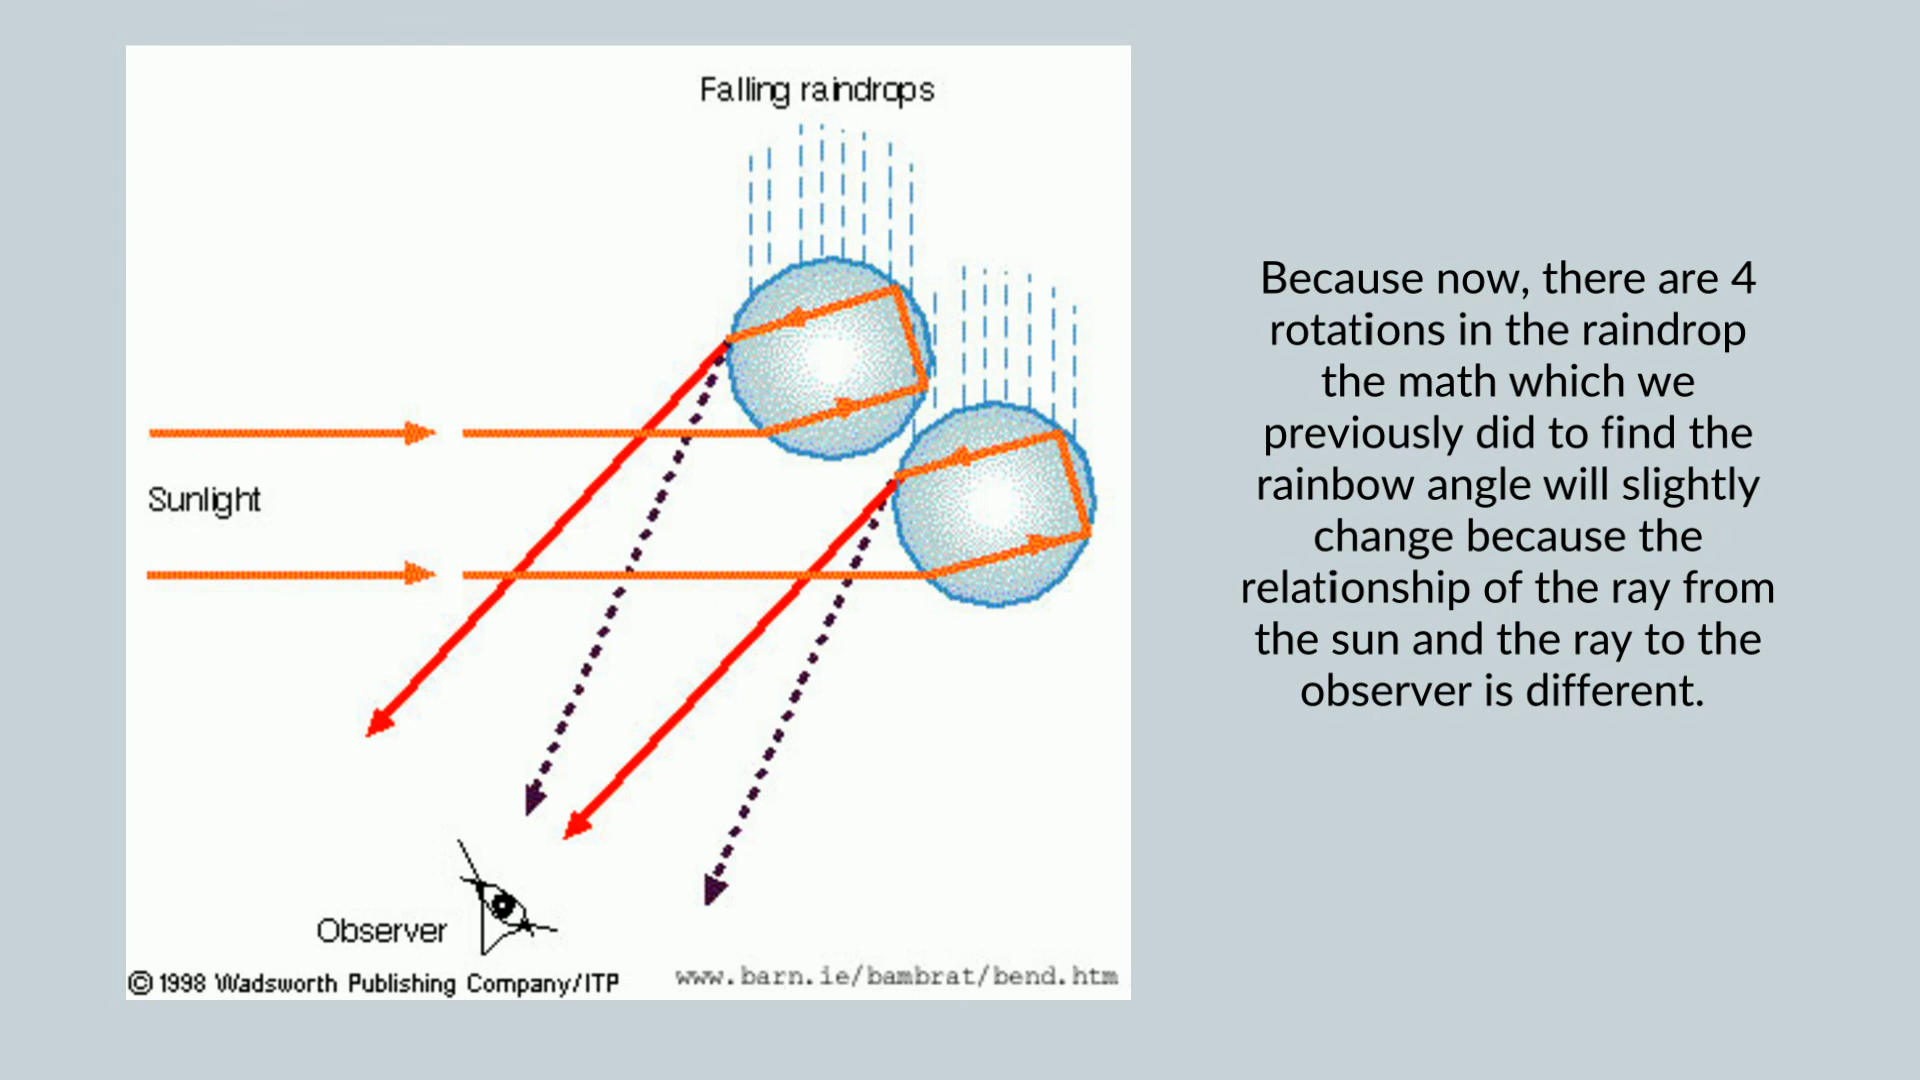 Falling raindrops
Sunlight
Observer
© 1998 Wadsworth Publishing Company/ITP
www.barn.ie/bambrat/bend.htm
Because now, there are 4
rotations in the raindrop
the math which we
previously did to find the
rainbow angle will slightly
change because the
relationship of the ray from
the sun and the ray to the
observer is different.